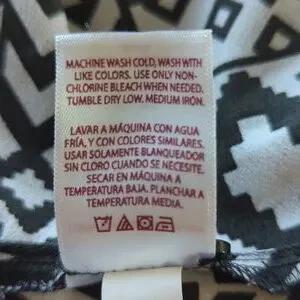 MACHINE WASH COLD, WASH WITH
LIKE COLORS. USE ONLY NON-
CHLORINE BLEACH WHEN NEEDED.
TUMBLE DRY LOW. MEDIUM IRON.
LAVAR A MÁQUINA CON AGUA
FRÍA, Y CON COLORES SIMILARES.
USAR SOLAMENTE BLANQUEADOR
SIN CLORO CUANDO SE NECESITE.
SECAR EN MÁQUINA A
TEMPERATURA BAJA. PLANCHAR A
TEMPERATURA MEDIA.